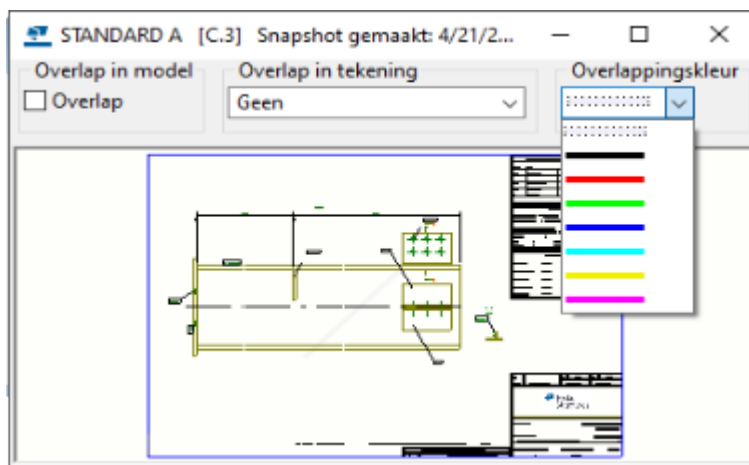 STANDARD A [C.3] Snapshot gemaakt: 4/21/2...
Overlap in model
Overlap in tekening
Overlappingskleur
Overlap
Geen